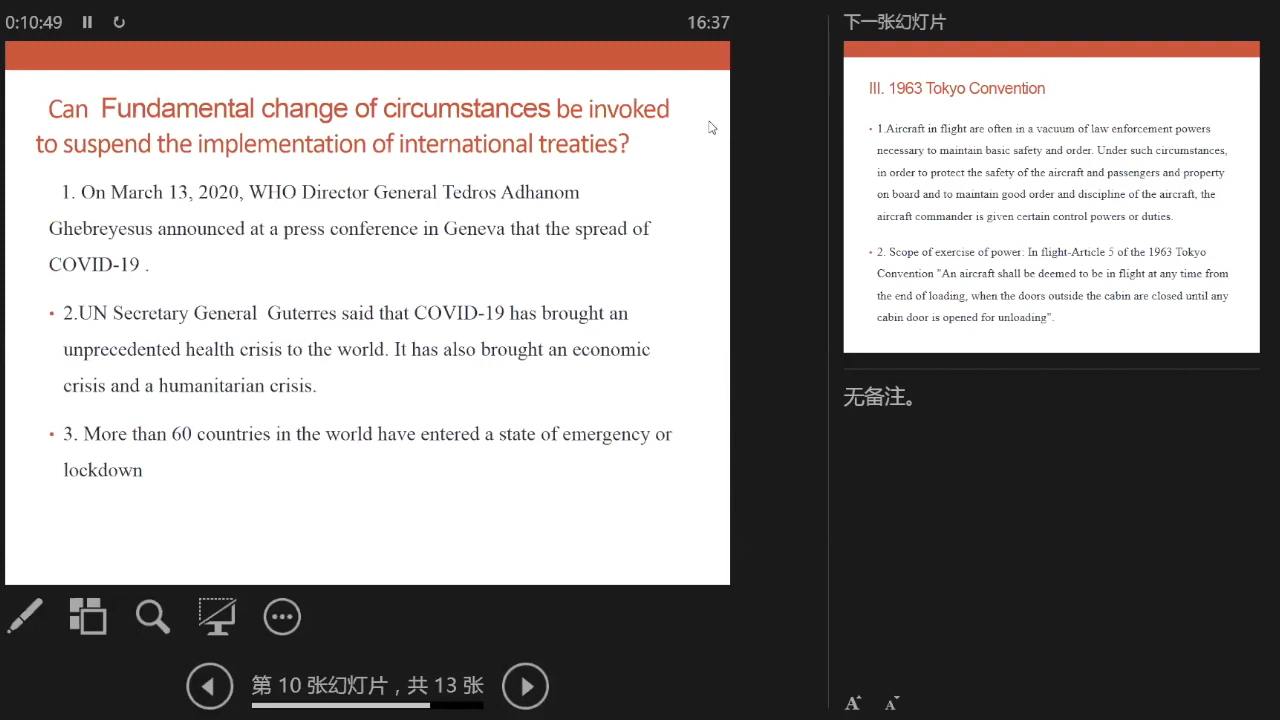 0:10:49
16:37
Can Fundamental change of circumstances be invoked
to suspend the implementation of international treaties?
1. On March 13, 2020, WHO Director General Tedros Adhanom
Ghebreyesus announced at a press conference in Geneva that the spread of
COVID-19 .
• 2.UN Secretary General Guterres said that COVID-19 has brought an
unprecedented health crisis to the world. It has also brought an economic
crisis and a humanitarian crisis.
• 3. More than 60 countries in the world have entered a state of emergency or
lockdown
第 10 张幻灯片，共 13 张
下一张幻灯片
III. 1963 Tokyo Convention
• 1.Aircraft in flight are often in a vacuum of law enforcement powers
necessary to maintain basic safety and order. Under such circumstances,
in order to protect the safety of the aircraft and passengers and property
on board and to maintain good order and discipline of the aircraft, the
aircraft commander is given certain control powers or duties.
• 2. Scope of exercise of power: In flight-Article 5 of the 1963 Tokyo
Convention "An aircraft shall be deemed to be in flight at any time from
the end of loading, when the doors outside the cabin are closed until any
cabin door is opened for unloading".
无备注。
A A